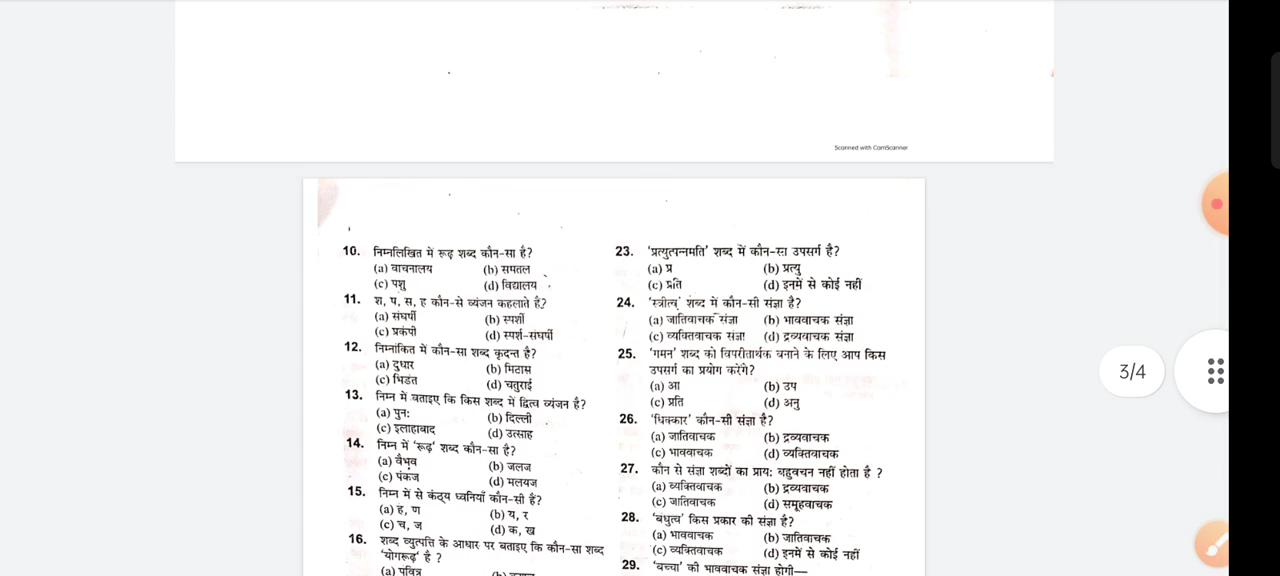 Scanned with CamScanner
10. निम्नलिखित में रूढ़ शब्द कौन-सा है?
(a) वाचनालय (b) समतल
(c) पशु (d) विद्यालय
11. श, ष, स, ह कौन-से व्यंजन कहलाते हैं?
(a) संघर्षी (b) स्पर्शी
(c) प्रकंपी (d) स्पर्श-संघर्षी
12. निम्नांकित में कौन-सा शब्द कृदन्त है?
(a) दुधार (b) मिठास
(c) भिडंत (d) चतुराई
13. निम्न में बताइए कि किस शब्द में द्वित्व व्यंजन है?
(a) पुन: (b) दिल्ली
(c) इलाहाबाद (d) उत्साह
14. निम्न में 'रूढ़' शब्द कौन-सा है?
(a) वैभव (b) जलज
(c) पंकज (d) मलयज
15. निम्न में से कंठ्य ध्वनियाँ कौन-सी हैं?
(a) ह, ण (b) य, र
(c) च, ज (d) क, ख
16. शब्द व्युत्पत्ति के आधार पर बताइए कि कौन-सा शब्द
'योगरूढ़' है ?
(a) पवित्र
23. 'प्रत्युत्पन्नमति' शब्द में कौन-सा उपसर्ग है?
(a) प्र (b) प्रत्यु
(c) प्रति (d) इनमें से कोई नहीं
24. 'स्त्रीत्व' शब्द में कौन-सी संज्ञा है?
(a) जातिवाचक संज्ञा (b) भाववाचक संज्ञा
(c) व्यक्तिवाचक संज्ञा (d) द्रव्यवाचक संज्ञा
25. 'गमन' शब्द को विपरीतार्थक बनाने के लिए आप किस
उपसर्ग का प्रयोग करेंगे?
(a) आ (b) उप
(c) प्रति (d) अनु
26. 'धिक्कार' कौन-सी संज्ञा है?
(a) जातिवाचक (b) द्रव्यवाचक
(c) भाववाचक (d) व्यक्तिवाचक
27. कौन से संज्ञा शब्दों का प्राय: बहुवचन नहीं होता है ?
(a) व्यक्तिवाचक (b) द्रव्यवाचक
(c) जातिवाचक (d) समूहवाचक
28. 'बंधुत्व' किस प्रकार की संज्ञा है?
(a) भाववाचक (b) जातिवाचक
(c) व्यक्तिवाचक (d) इनमें से कोई नहीं
29. 'बच्चा' की भाववाचक संज्ञा होगी—
3/4